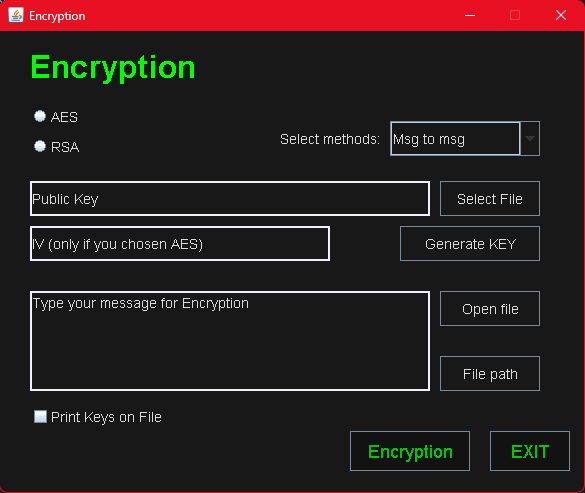 Encryption
Encryption
AES
RSA
Select methods:
Msg to msg
Public Key
Select File
IV (only if you chosen AES)
Generate KEY
Type your message for Encryption
Open file
File path
Print Keys on File
Encryption
EXIT